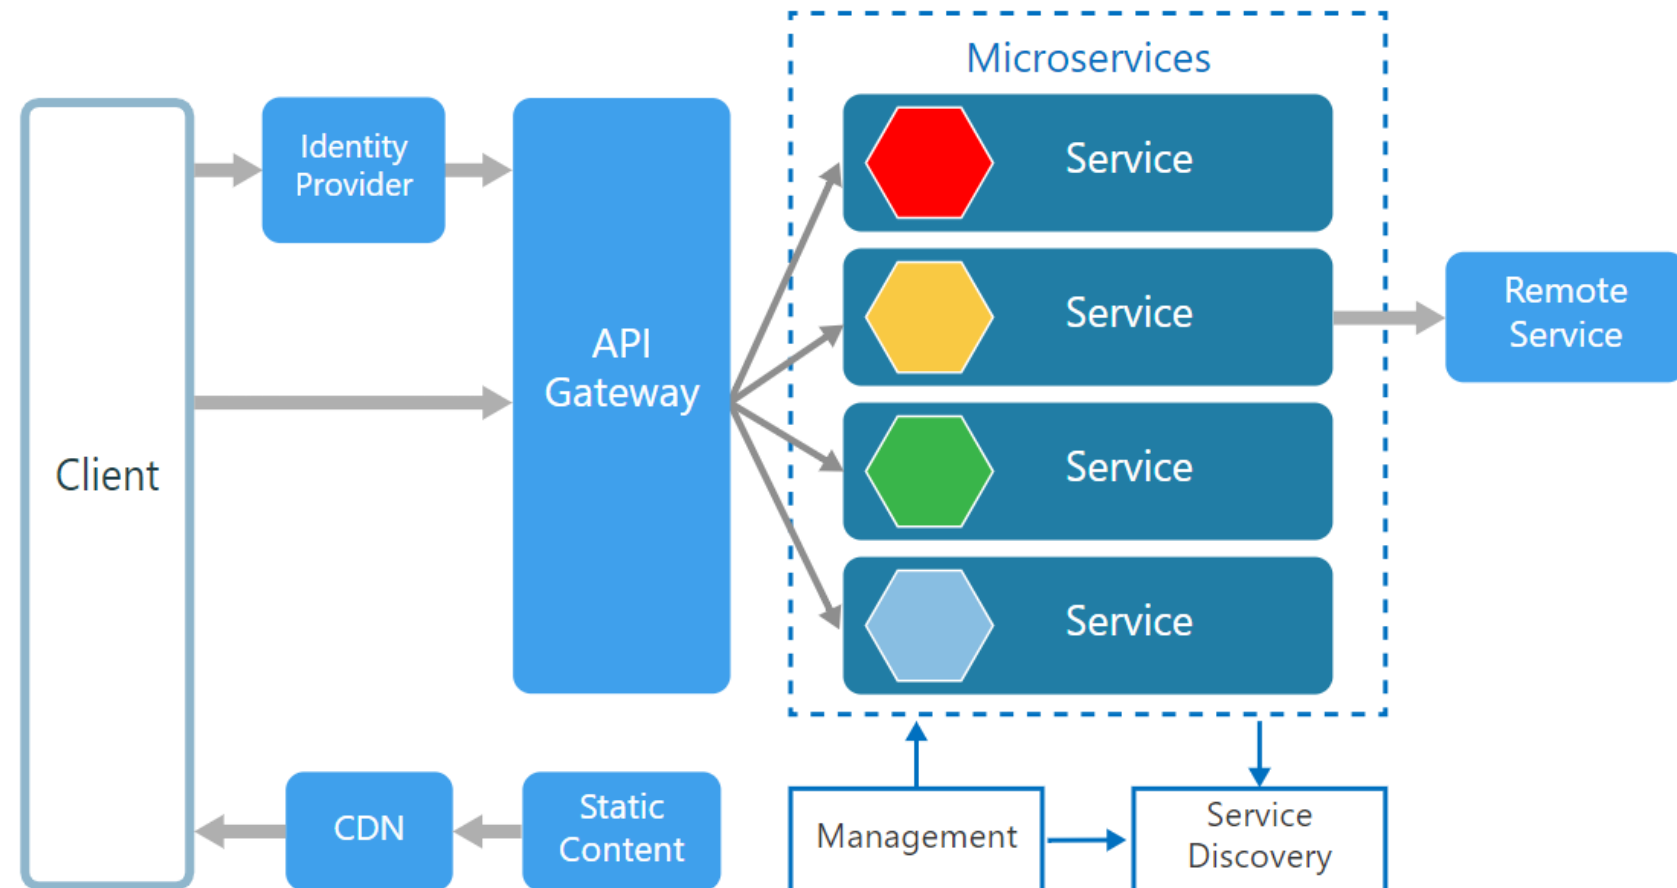 Microservices
Identity
Provider
Service
Service
Service
Service
API
Gateway
Remote
Service
Client
CDN
Static
Content
Management
Service
Discovery